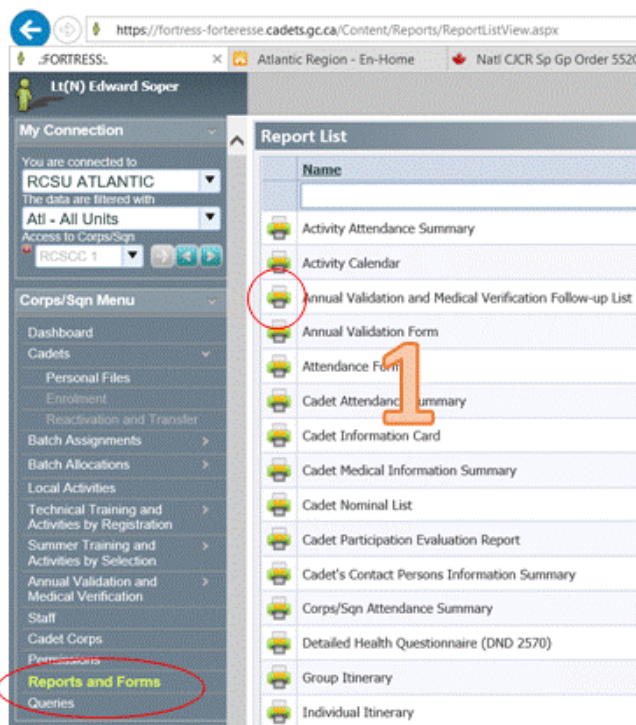 https://fortress-forteresse.cadets.gc.ca/Content/Reports/ReportListView.aspx
.:FORTRESS:.
Atlantic Region - En-Home
Natl CJCR Sp Gp Order 5520
Lt(N) Edward Soper
My Connection
You are connected to
RCSU ATLANTIC
The data are filtered with
Atl - All Units
Access to Corps/Sqn
RCSCC 1
Corps/Sqn Menu
Dashboard
Cadets
Personal Files
Enrolment
Reactivation and Transfer
Batch Assignments
Batch Allocations
Local Activities
Technical Training and
Activities by Registration
Summer Training and
Activities by Selection
Annual Validation and
Medical Verification
Staff
Cadet Corps
Permissions
Reports and Forms
Queries
Report List
Name
Activity Attendance Summary
Activity Calendar
Annual Validation and Medical Verification Follow-up List
Annual Validation Form
Attendance Form
Cadet Attendance Summary
1
Cadet Information Card
Cadet Medical Information Summary
Cadet Nominal List
Cadet Participation Evaluation Report
Cadet's Contact Persons Information Summary
Corps/Sqn Attendance Summary
Detailed Health Questionnaire (DND 2570)
Group Itinerary
Individual Itinerary